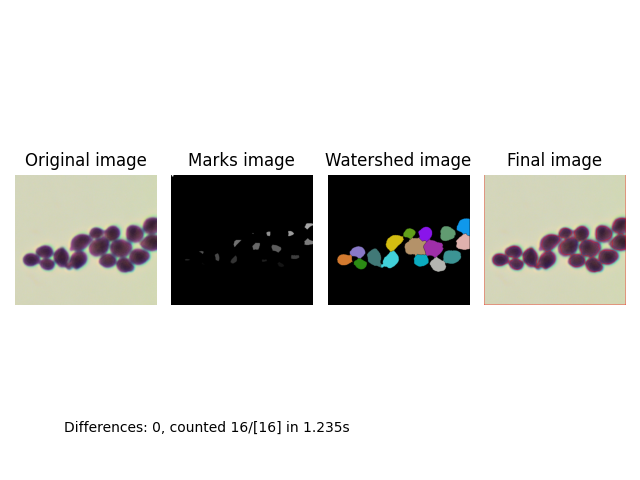 Original image
Marks image
Watershed image
Final image
Differences: 0, counted 16/[16] in 1.235s